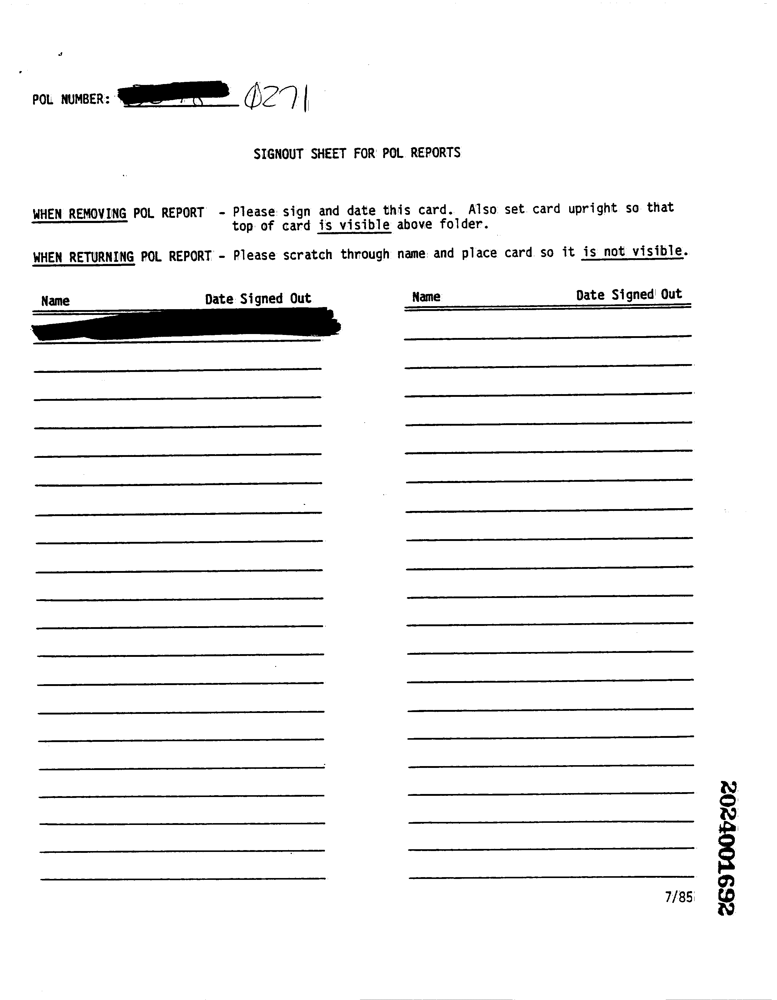 POL NUMBER: 0271
SIGNOUT SHEET FOR POL REPORTS
WHEN REMOVING POL REPORT - Please sign and date this card. Also set card upright so that
top of card is visible above folder.
WHEN RETURNING POL REPORT - Please scratch through name and place card so it is not visible.
Name Date Signed Out Name Date Signed Out
7/85
2024001692